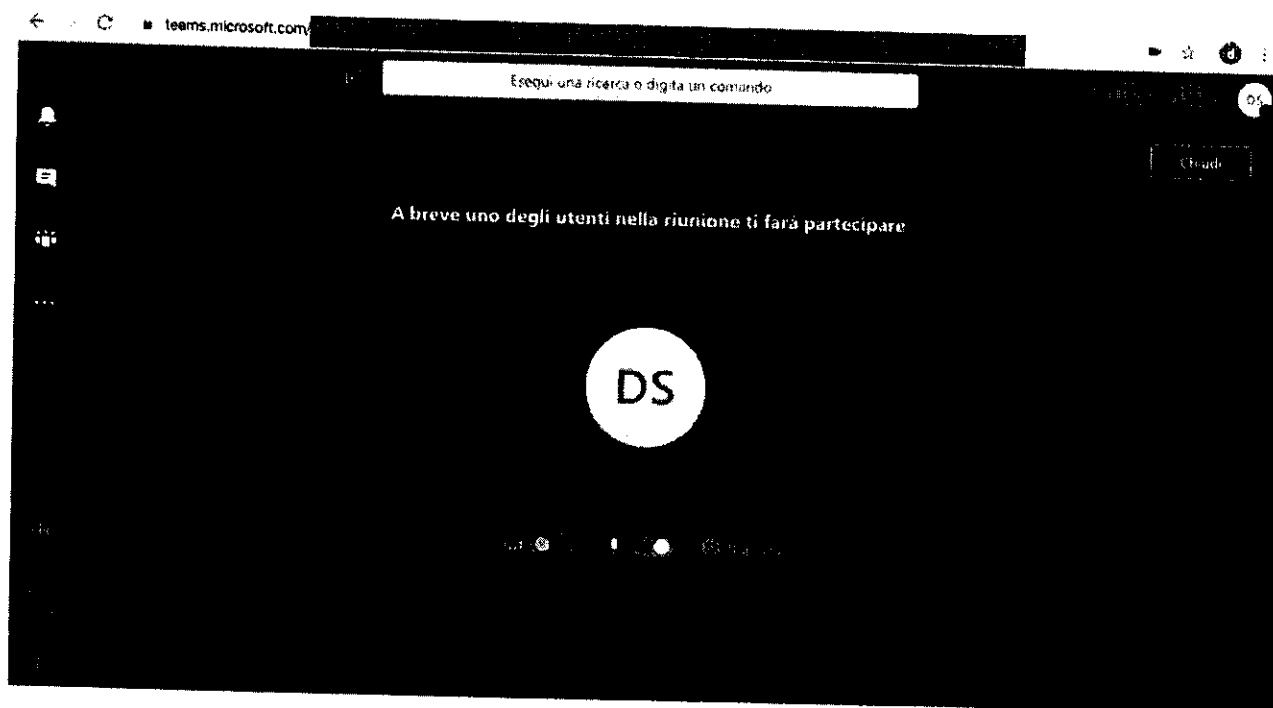 teams.microsoft.com/
Esegui una ricerca o digita un comando
DS
Chiudi
A breve uno degli utenti nella riunione ti farà partecipare
DS